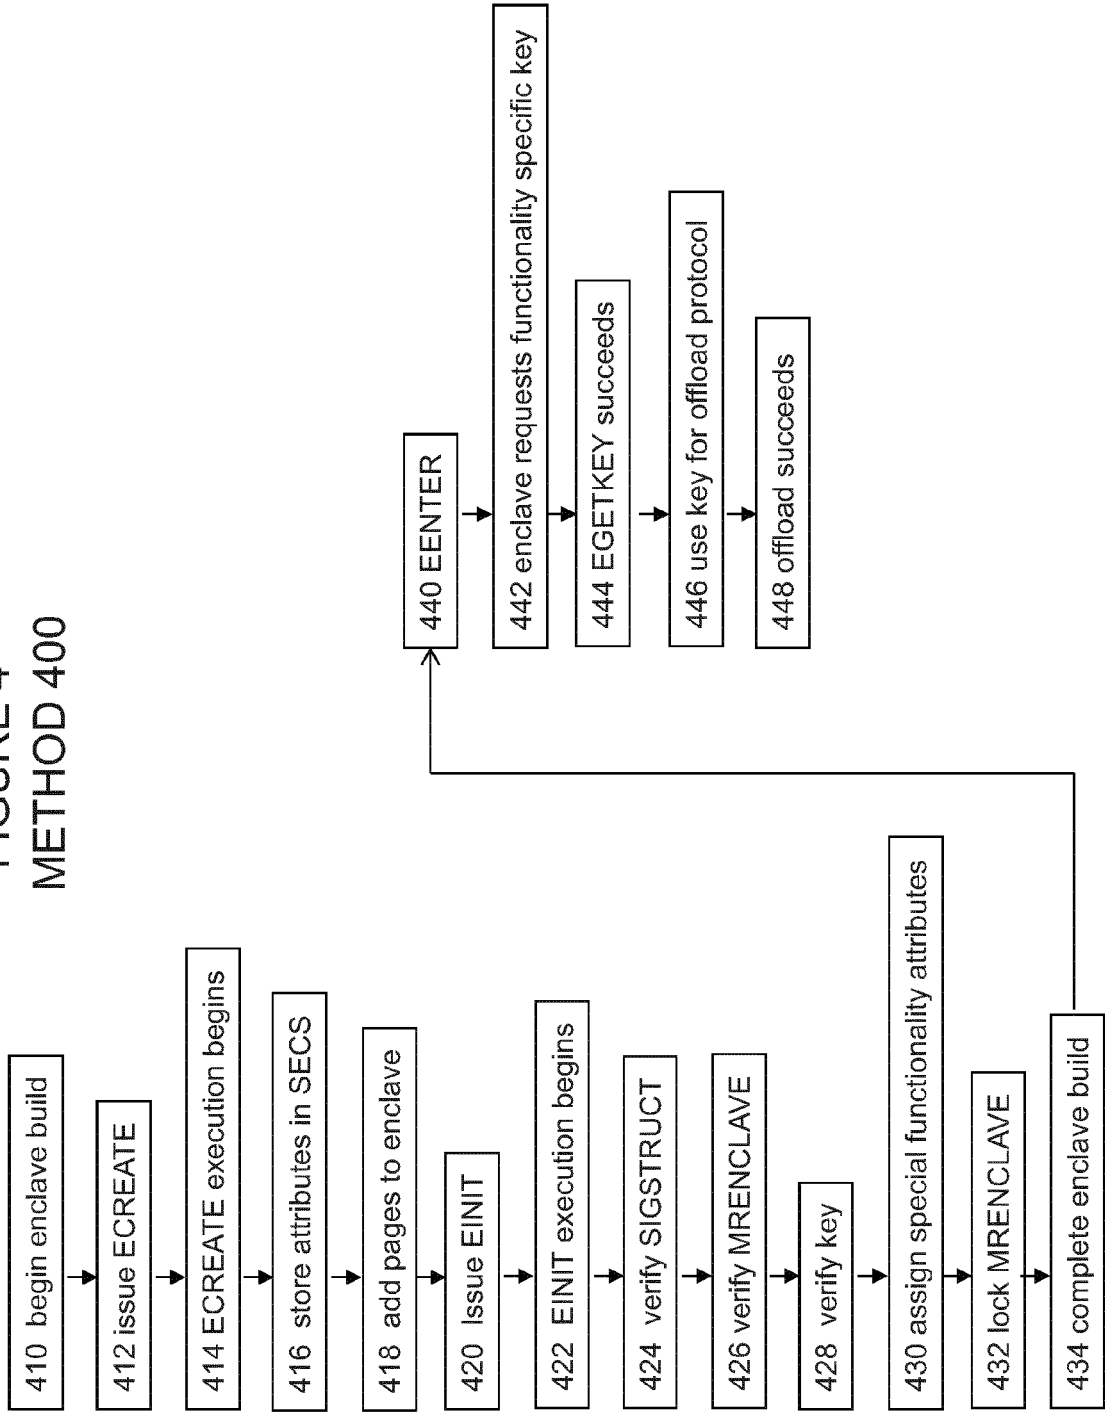 FIGURE 4
METHOD 400
410 begin enclave build
412 issue ECREATE
414 ECREATE execution begins
416 store attributes in SECS
418 add pages to enclave
420 Issue EINIT
422 EINIT execution begins
424 verify SIGSTRUCT
426 verify MRENCLAVE
428 verify key
430 assign special functionality attributes
432 lock MRENCLAVE
434 complete enclave build
440 EENTER
442 enclave requests functionality specific key
444 EGETKEY succeeds
446 use key for offload protocol
448 offload succeeds